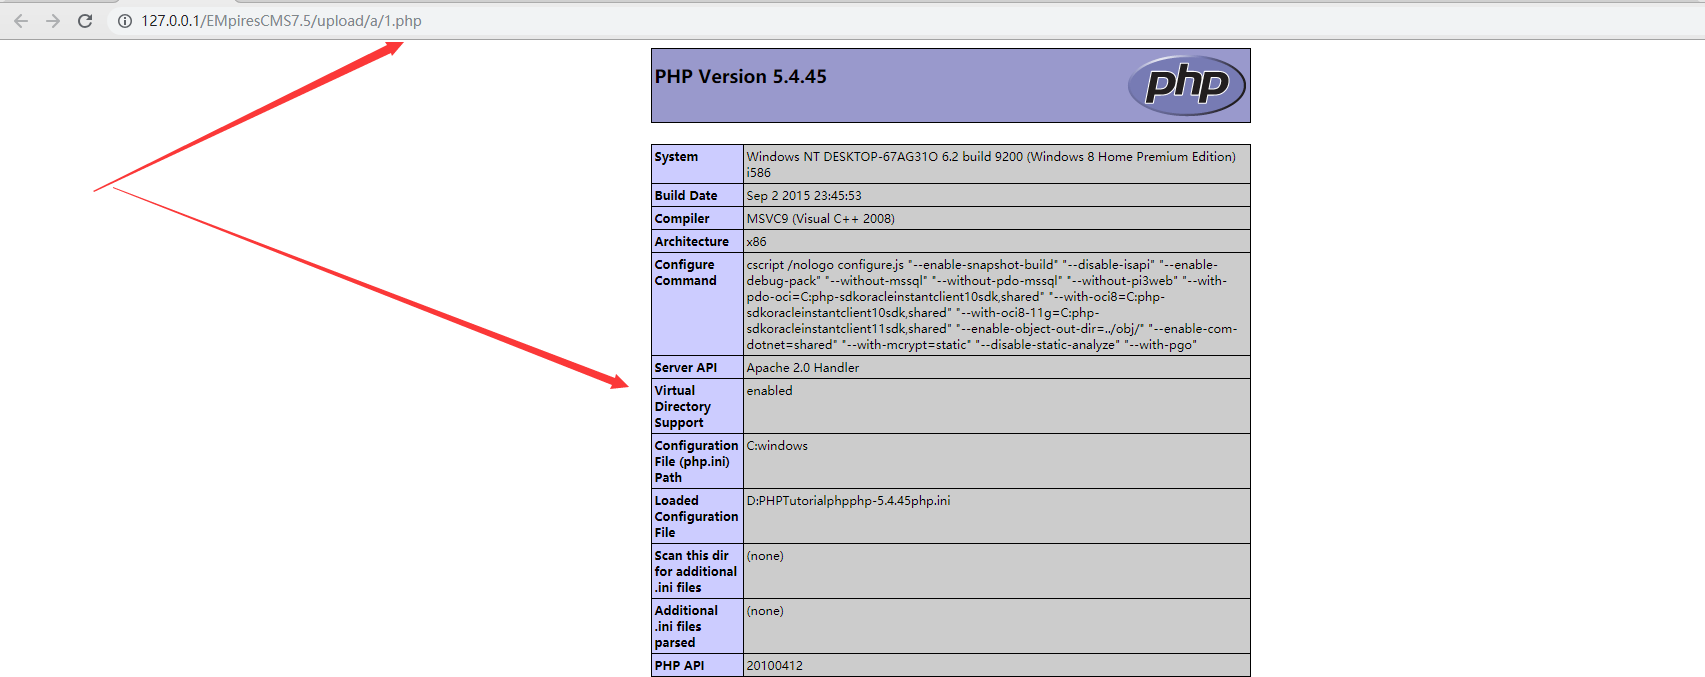 127.0.0.1/EMpiresCMS7.5/upload/a/1.php
PHP Version 5.4.45
php
System
Windows NT DESKTOP-67AG31O 6.2 build 9200 (Windows 8 Home Premium Edition)
i586
Build Date
Sep 2 2015 23:45:53
Compiler
MSVC9 (Visual C++ 2008)
Architecture
x86
Configure
Command
cscript /nologo configure.js "--enable-snapshot-build" "--disable-isapi" "--enable-
debug-pack" "--without-mssql" "--without-pdo-mssql" "--without-pi3web" "--with-
pdo-oci=C:php-sdkoracleinstantclient10sdk,shared" "--with-oci8=C:php-
sdkoracleinstantclient10sdk,shared" "--with-oci8-11g=C:php-
sdkoracleinstantclient11sdk,shared" "--enable-object-out-dir=../obj/" "--enable-com-
dotnet=shared" "--with-mcrypt=static" "--disable-static-analyze" "--with-pgo"
Server API
Apache 2.0 Handler
Virtual
Directory
Support
enabled
Configuration
File (php.ini)
Path
C:windows
Loaded
Configuration
File
D:PHPTutorialphpphp-5.4.45php.ini
Scan this dir
for additional
.ini files
(none)
Additional
.ini files
parsed
(none)
PHP API
20100412